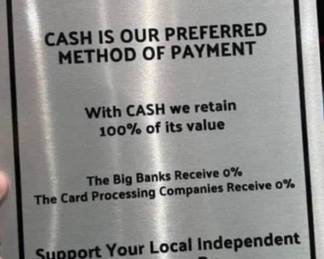 CASH IS OUR PREFERRED
METHOD OF PAYMENT
With CASH we retain
100% of its value
The Big Banks Receive 0%
The Card Processing Companies Receive 0%
Support Your Local Independent